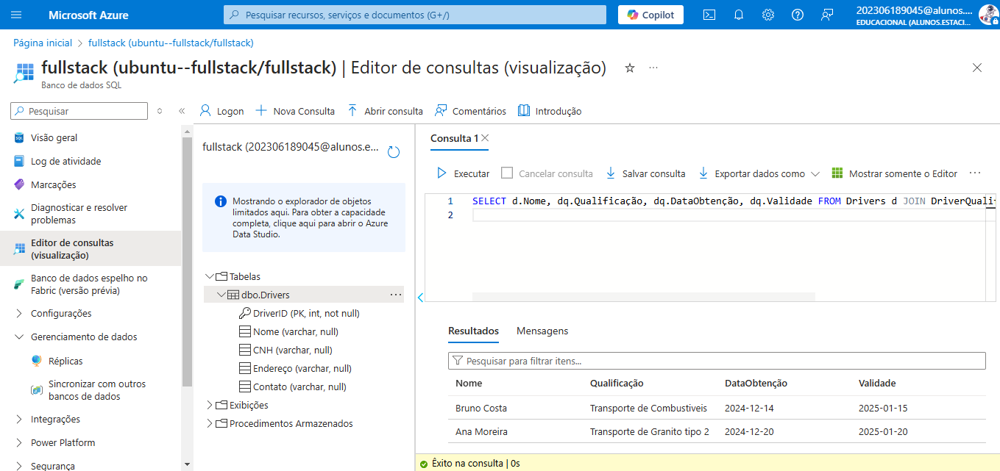 Microsoft Azure
Pesquisar recursos, serviços e documentos (G+/)
Copilot
202306189045@alunos....
EDUCACIONAL (ALUNOS.ESTACI...
Página inicial > fullstack (ubuntu--fullstack/fullstack)
fullstack (ubuntu--fullstack/fullstack) | Editor de consultas (visualização)
Banco de dados SQL
Pesquisar
Visão geral
Log de atividade
Marcações
Diagnosticar e resolver
problemas
Editor de consultas
(visualização)
Banco de dados espelho no
Fabric (versão prévia)
Configurações
Gerenciamento de dados
Réplicas
Sincronizar com outros
bancos de dados
Integrações
Power Platform
Segurança
Logon
Nova Consulta
Abrir consulta
Comentários
Introdução
fullstack (202306189045@alunos.e...
Mostrando o explorador de objetos
limitados aqui. Para obter a capacidade
completa, clique aqui para abrir o Azure
Data Studio.
Tabelas
dbo.Drivers
DriverID (PK, int, not null)
Nome (varchar, null)
CNH (varchar, null)
Endereço (varchar, null)
Contato (varchar, null)
Exibições
Procedimentos Armazenados
Consulta 1
Executar
Cancelar consulta
Salvar consulta
Exportar dados como
Mostrar somente o Editor
1 SELECT d.Nome, dq.Qualificação, dq.DataObtenção, dq.Validade FROM Drivers d JOIN DriverQuali
2
Resultados
Mensagens
Pesquisar para filtrar itens...
Nome Qualificação DataObtenção Validade
Bruno Costa Transporte de Combustiveis 2024-12-14 2025-01-15
Ana Moreira Transporte de Granito tipo 2 2024-12-20 2025-01-20
Êxito na consulta | 0s